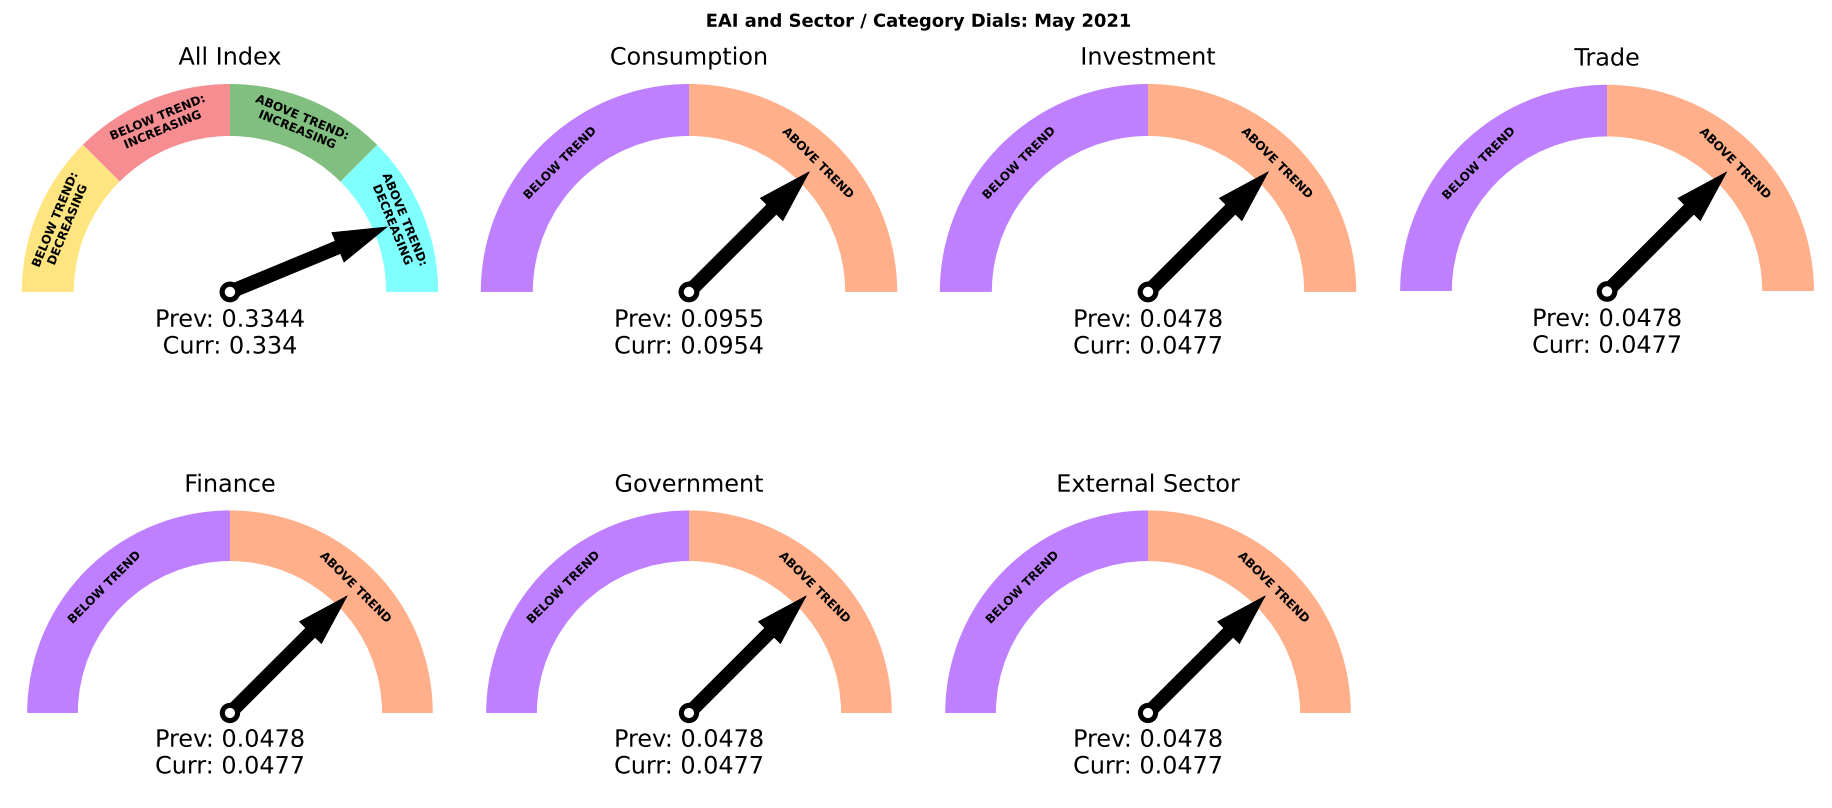 EAI and Sector / Category Dials: May 2021
All Index
BELOW TREND:
DECREASING
BELOW TREND:
INCREASING
ABOVE TREND:
INCREASING
ABOVE TREND:
DECREASING
Prev: 0.3344
Curr: 0.334
Consumption
BELOW TREND
ABOVE TREND
Prev: 0.0955
Curr: 0.0954
Investment
BELOW TREND
ABOVE TREND
Prev: 0.0478
Curr: 0.0477
Trade
BELOW TREND
ABOVE TREND
Prev: 0.0478
Curr: 0.0477
Finance
BELOW TREND
ABOVE TREND
Prev: 0.0478
Curr: 0.0477
Government
BELOW TREND
ABOVE TREND
Prev: 0.0478
Curr: 0.0477
External Sector
BELOW TREND
ABOVE TREND
Prev: 0.0478
Curr: 0.0477